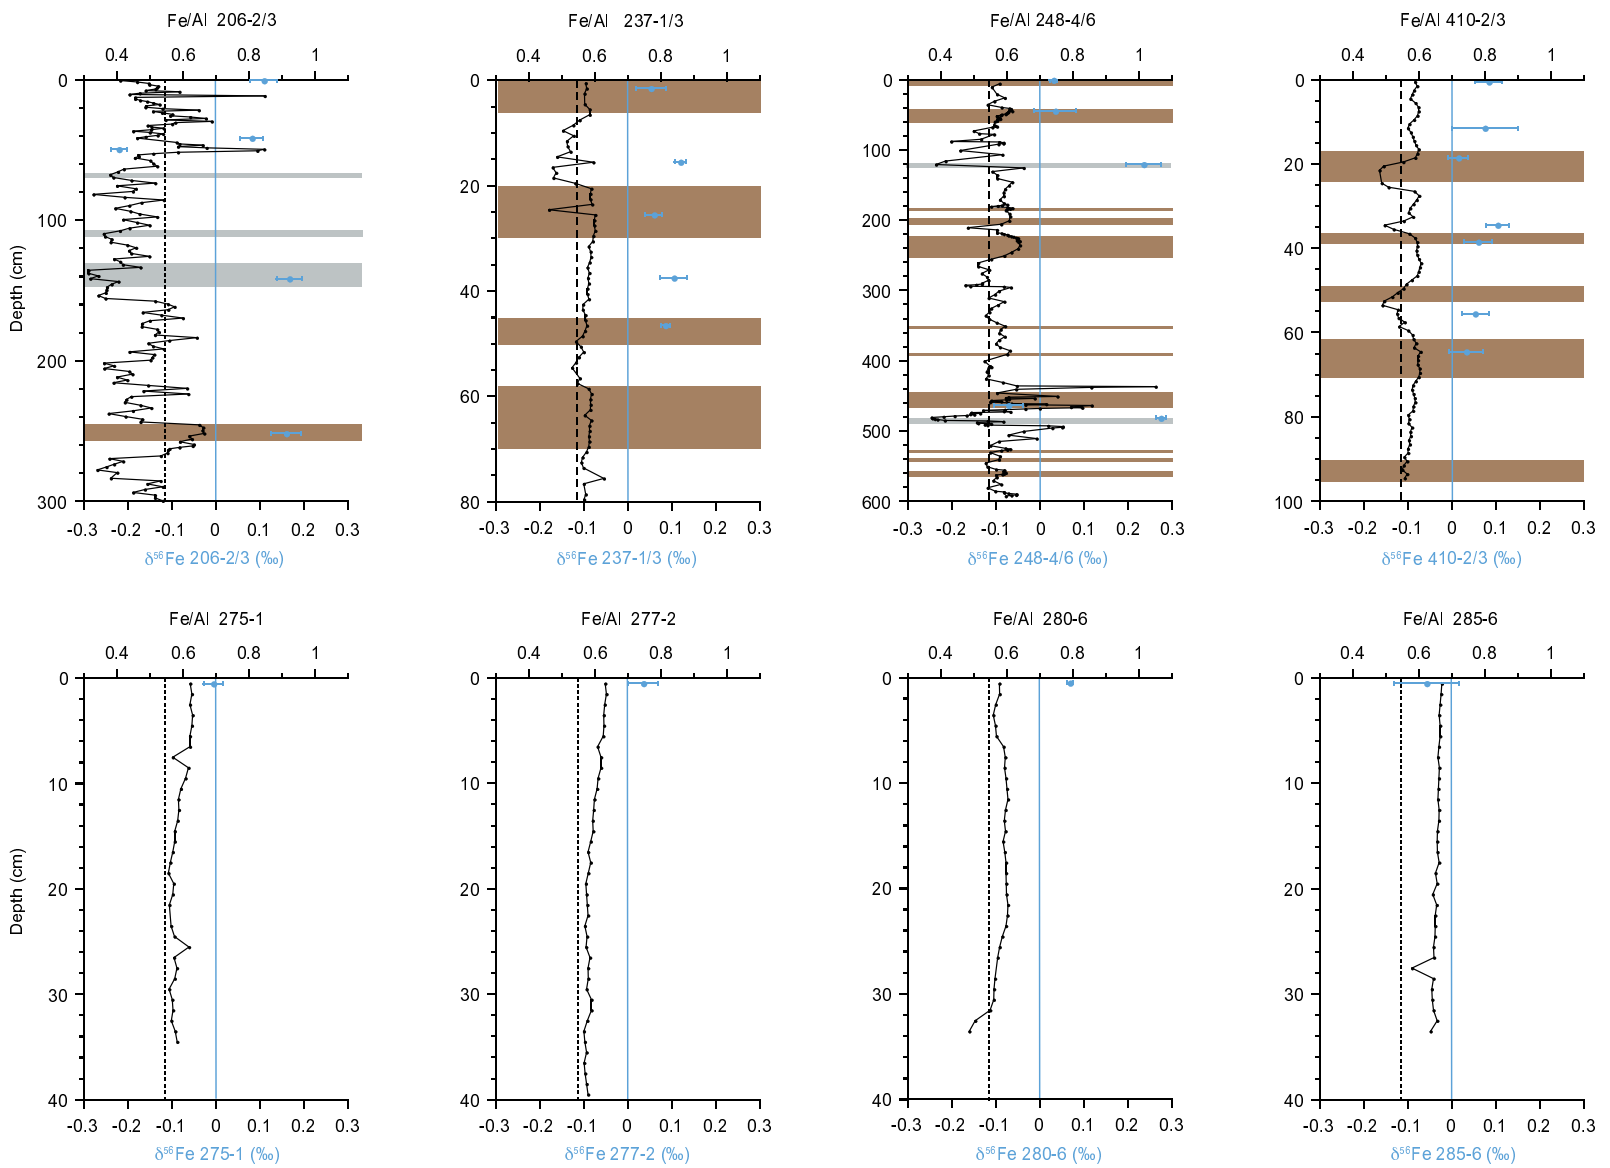 Fe/Al 206-2/3
0.4 0.6 0.8 1
0
100
200
300
Depth (cm)
-0.3 -0.2 -0.1 0 0.1 0.2 0.3
δ⁵⁶Fe 206-2/3 (‰)
Fe/Al 237-1/3
0.4 0.6 0.8 1
0
20
40
60
80
-0.3 -0.2 -0.1 0 0.1 0.2 0.3
δ⁵⁶Fe 237-1/3 (‰)
Fe/Al 248-4/6
0.4 0.6 0.8 1
0
100
200
300
400
500
600
-0.3 -0.2 -0.1 0 0.1 0.2 0.3
δ⁵⁶Fe 248-4/6 (‰)
Fe/Al 410-2/3
0.4 0.6 0.8 1
0
20
40
60
80
100
-0.3 -0.2 -0.1 0 0.1 0.2 0.3
δ⁵⁶Fe 410-2/3 (‰)
Fe/Al 275-1
0.4 0.6 0.8 1
0
10
20
30
40
Depth (cm)
-0.3 -0.2 -0.1 0 0.1 0.2 0.3
δ⁵⁶Fe 275-1 (‰)
Fe/Al 277-2
0.4 0.6 0.8 1
0
10
20
30
40
-0.3 -0.2 -0.1 0 0.1 0.2 0.3
δ⁵⁶Fe 277-2 (‰)
Fe/Al 280-6
0.4 0.6 0.8 1
0
10
20
30
40
-0.3 -0.2 -0.1 0 0.1 0.2 0.3
δ⁵⁶Fe 280-6 (‰)
Fe/Al 285-6
0.4 0.6 0.8 1
0
10
20
30
40
-0.3 -0.2 -0.1 0 0.1 0.2 0.3
δ⁵⁶Fe 285-6 (‰)